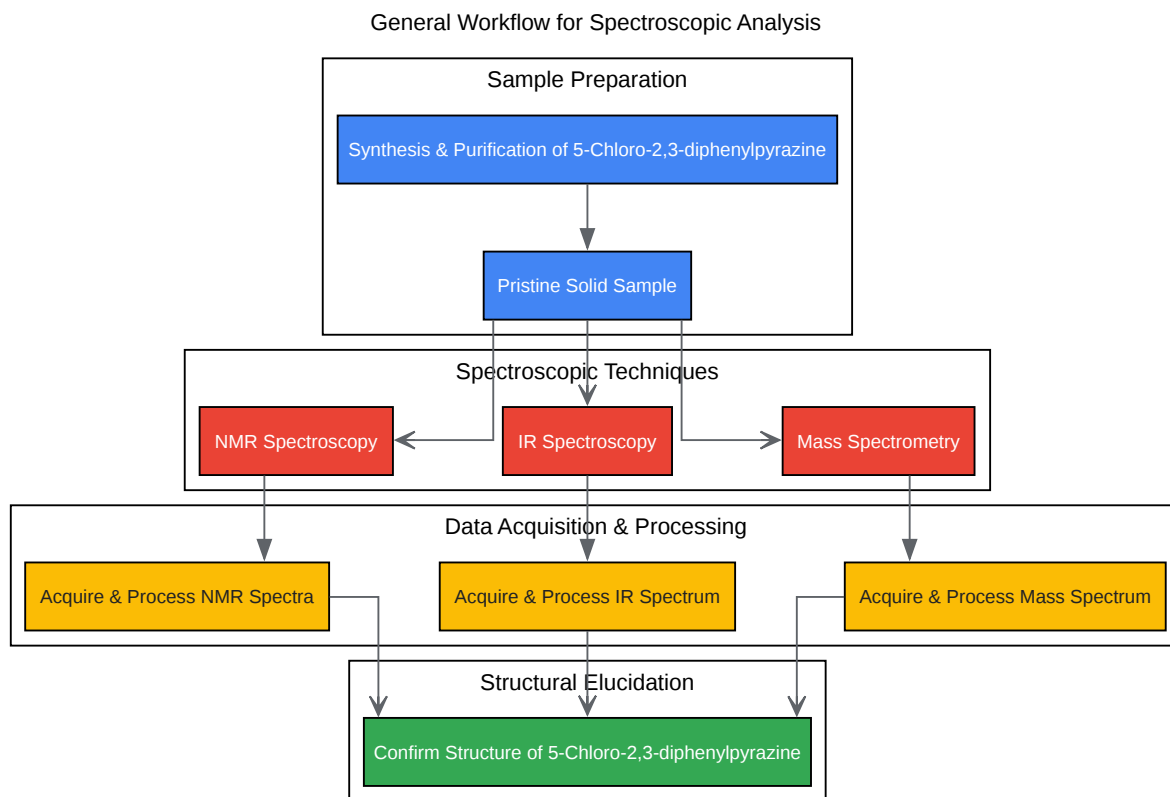 General Workflow for Spectroscopic Analysis
Sample Preparation
Synthesis & Purification of 5-Chloro-2,3-diphenylpyrazine
Pristine Solid Sample
Spectroscopic Techniques
NMR Spectroscopy
IR Spectroscopy
Mass Spectrometry
Data Acquisition & Processing
Acquire & Process NMR Spectra
Acquire & Process IR Spectrum
Acquire & Process Mass Spectrum
Structural Elucidation
Confirm Structure of 5-Chloro-2,3-diphenylpyrazine